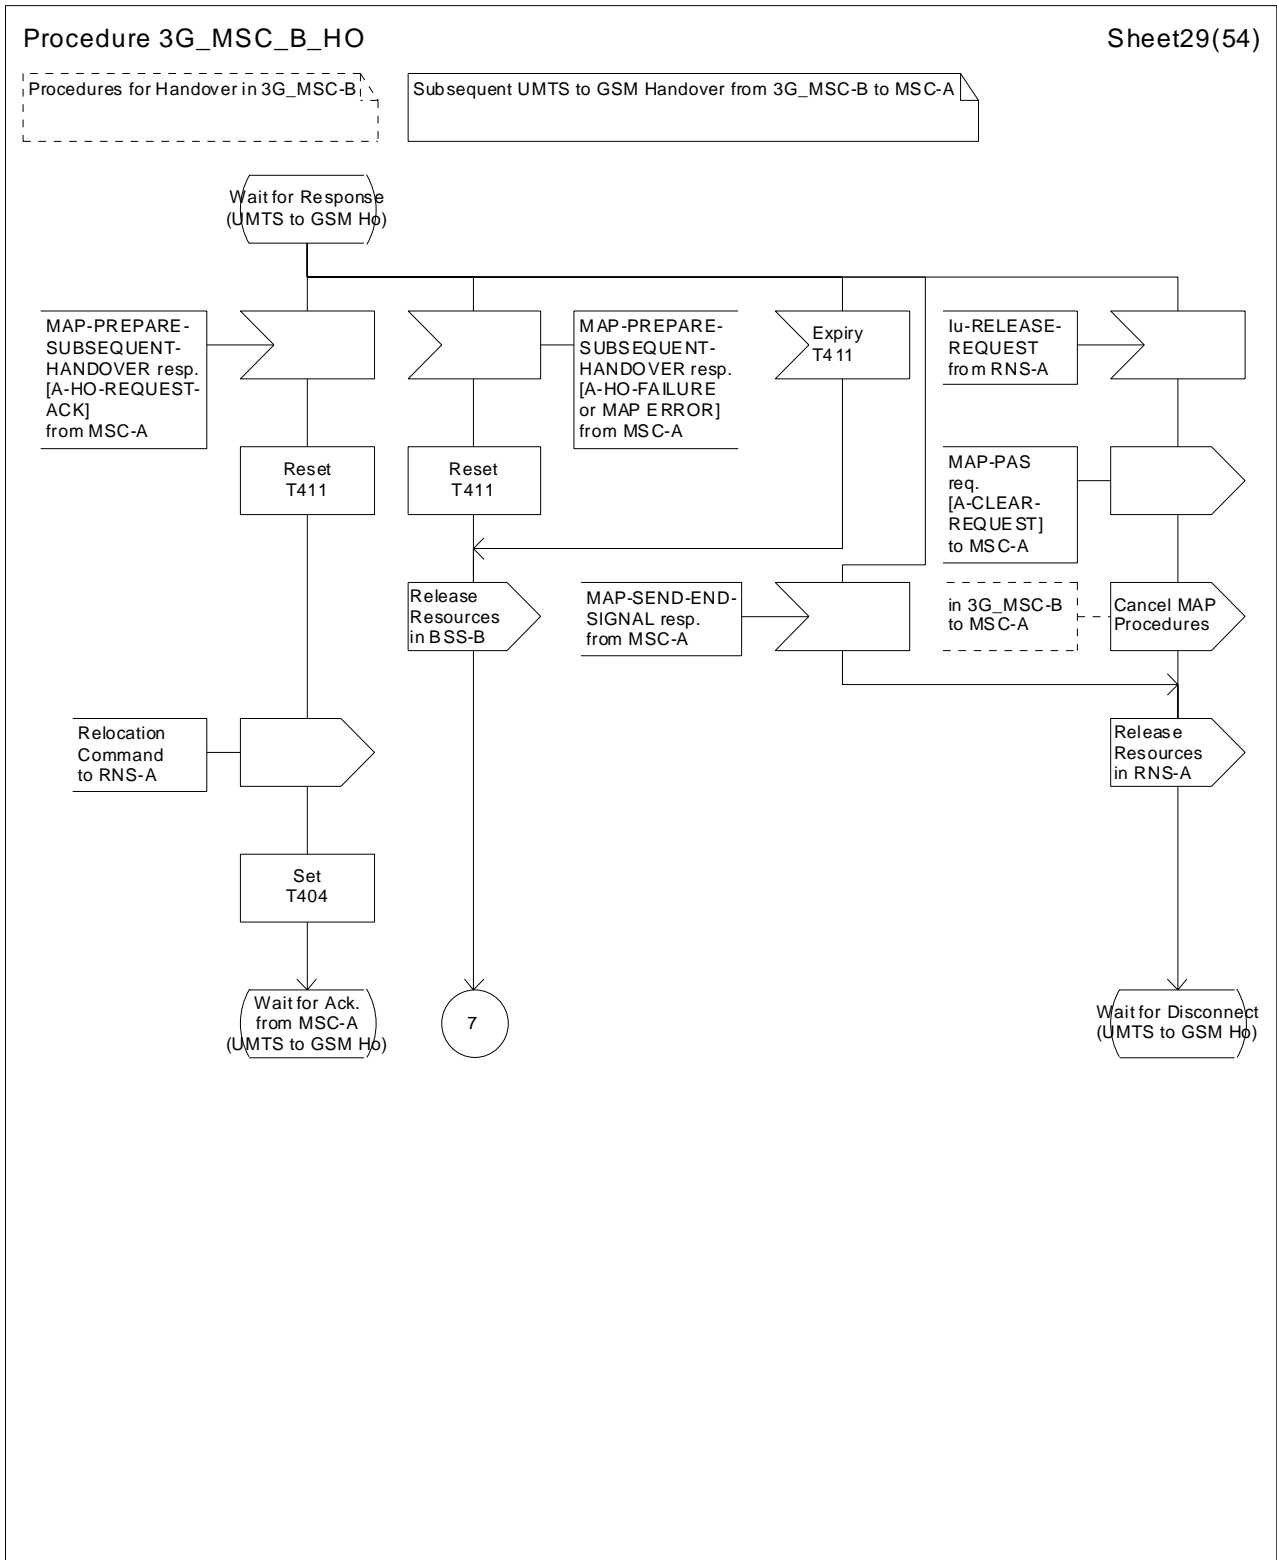 Procedure 3G_MSC_B_HO
Sheet29(54)
Procedures for Handover in 3G_MSC-B
Subsequent UMTS to GSM Handover from 3G_MSC-B to MSC-A
Wait for Response
(UMTS to GSM Ho)
MAP-PREPARE-
SUBSEQUENT-
HANDOVER resp.
[A-HO-REQUEST-
ACK]
from MSC-A
MAP-PREPARE-
SUBSEQUENT-
HANDOVER resp.
[A-HO-FAILURE
or MAP ERROR]
from MSC-A
Expiry
T411
Iu-RELEASE-
REQUEST
from RNS-A
Reset
T411
Reset
T411
MAP-PAS
req.
[A-CLEAR-
REQUEST]
to MSC-A
Release
Resources
in BSS-B
MAP-SEND-END-
SIGNAL resp.
from MSC-A
in 3G_MSC-B
to MSC-A
Cancel MAP
Procedures
Relocation
Command
to RNS-A
Release
Resources
in RNS-A
Set
T404
Wait for Ack.
from MSC-A
(UMTS to GSM Ho)
7
Wait for Disconnect
(UMTS to GSM Ho)